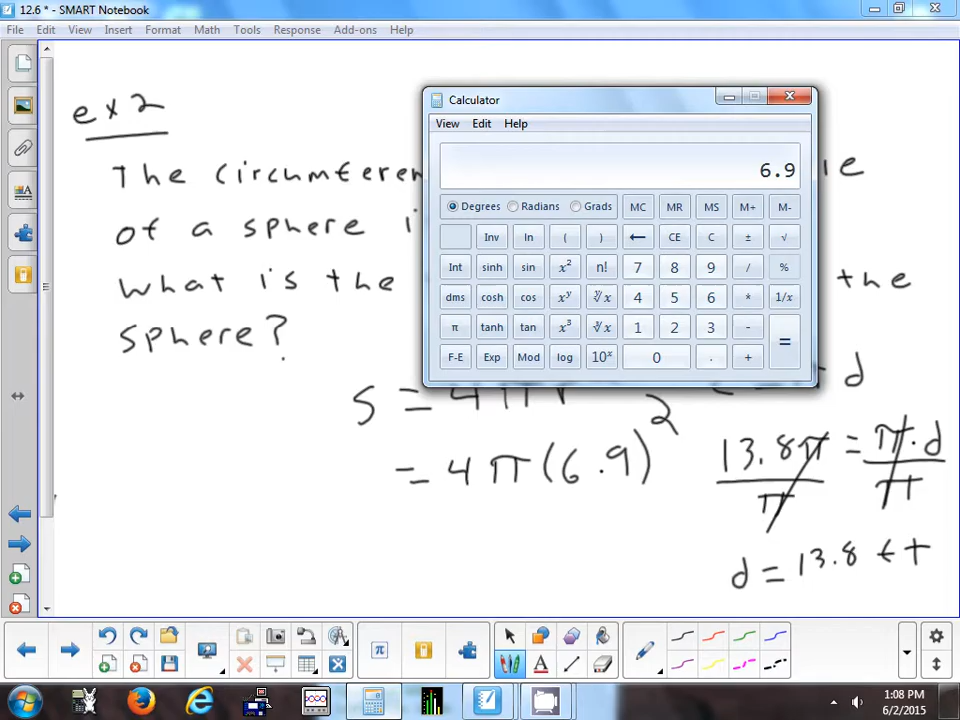 12.6 * - SMART Notebook
File Edit View Insert Format Math Tools Response Add-ons Help
ex 2
The circumferen
of a sphere i
what is the the
sphere?
Calculator
View Edit Help
6.9
Degrees Radians Grads MC MR MS M+ M-
Inv ln ( ) ← CE C ± √
Int sinh sin x² n! 7 8 9 / %
dms cosh cos xʸ ʸ√x 4 5 6 * 1/x
π tanh tan x³ ³√x 1 2 3 - =
F-E Exp Mod log 10ˣ 0 . +
S = 4πr² d
= 4π(6.9)²
13.8π = π·d
π π
d = 13.8 ft
1:08 PM
6/2/2015